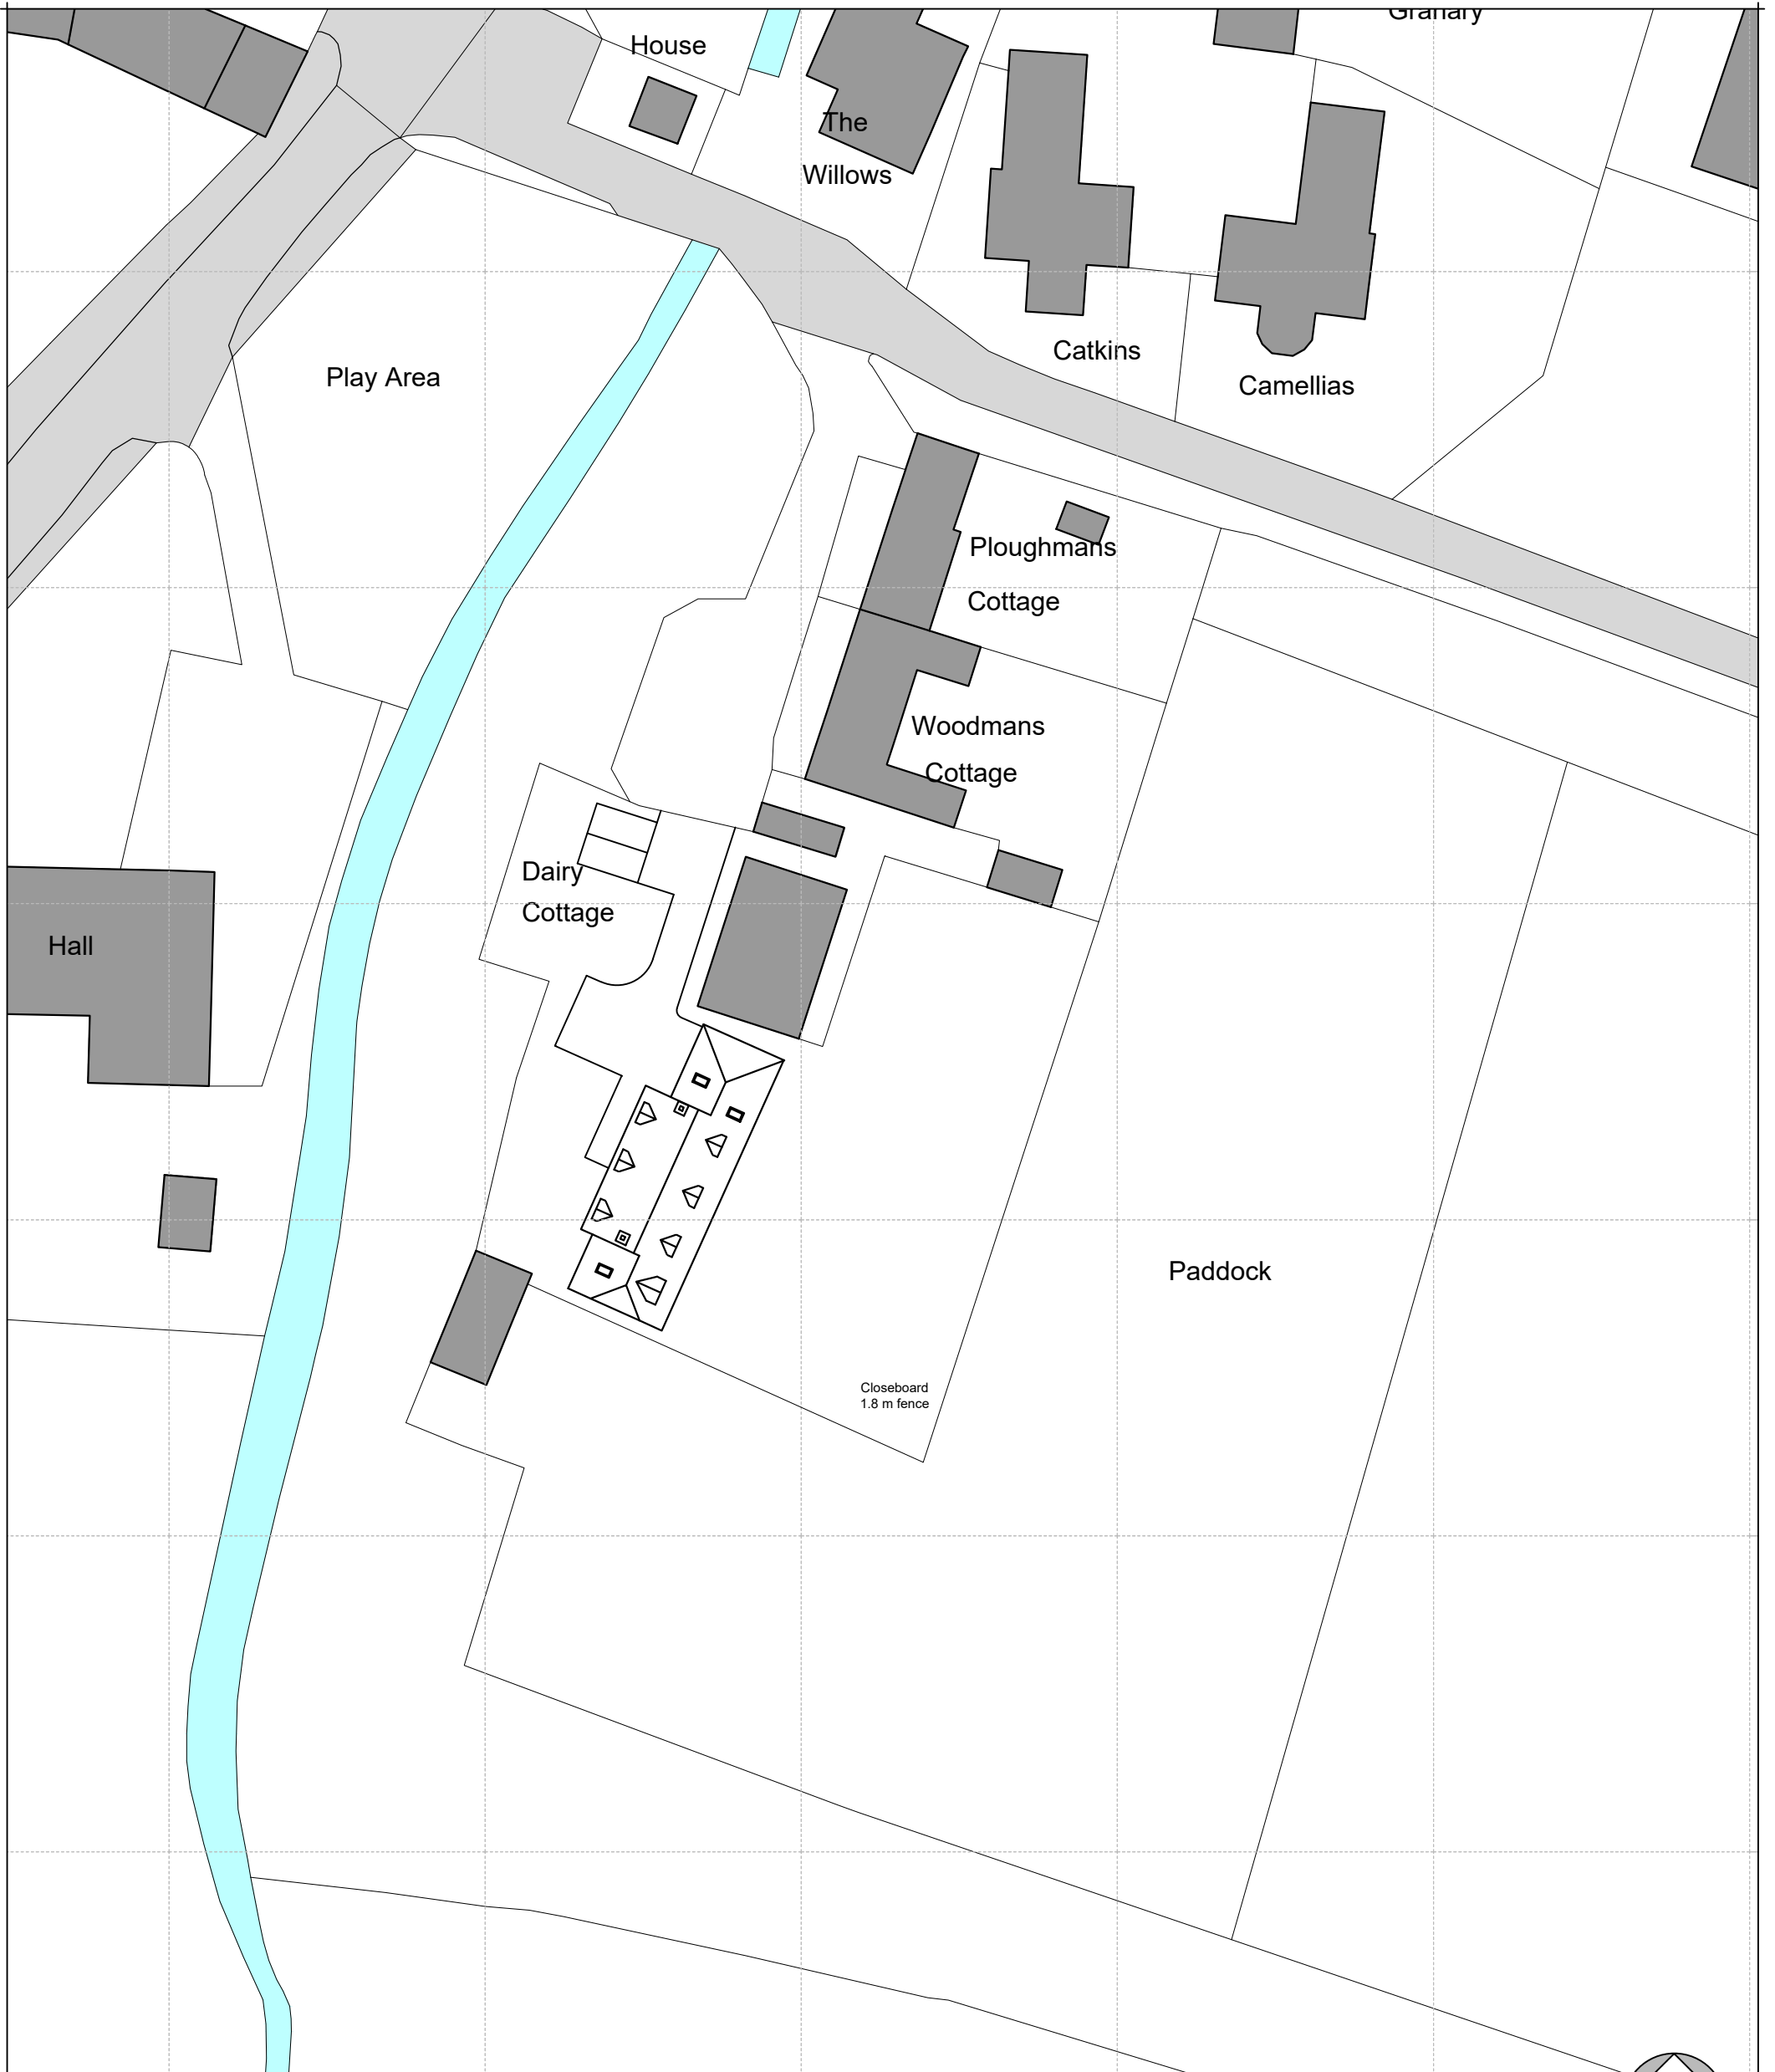 Granary
House
The
Willows
Catkins
Camellias
Play Area
Ploughmans
Cottage
Woodmans
Cottage
Dairy
Cottage
Hall
Paddock
Closeboard
1.8 m fence